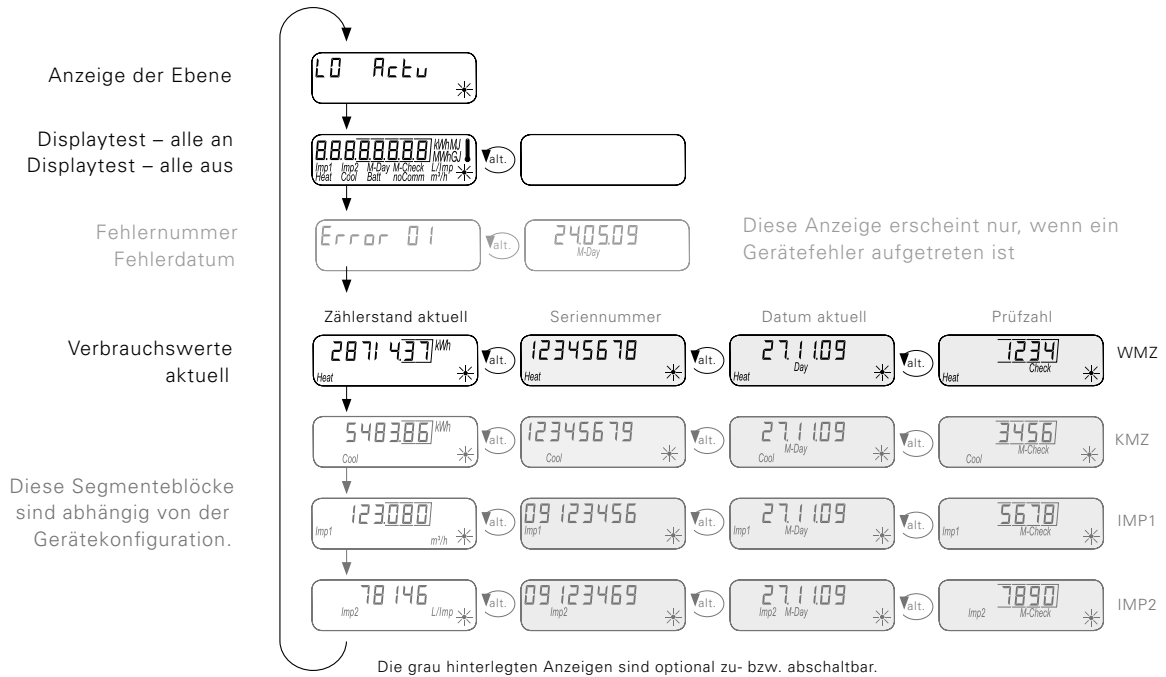 Anzeige der Ebene
L0 Actu
Displaytest – alle an
Displaytest – alle aus
8.8.8.8.8.8.8.8 kWhMJ
MWhGJ
Imp1 Imp2 M-Day M-Check L/Imp
Heat Cool Batt noComm m³/h
alt.
Fehlernummer
Fehlerdatum
Error 01
alt.
24.05.09
M-Day
Diese Anzeige erscheint nur, wenn ein
Gerätefehler aufgetreten ist
Zählerstand aktuell Seriennummer Datum aktuell Prüfzahl
Verbrauchswerte
aktuell
28714.37 kWh
Heat
alt.
12345678
Heat
alt.
27.11.09
Heat Day
alt.
1234
Heat Check
WMZ
5483.86 kWh
Cool
alt.
12345679
Cool
alt.
27.11.09
Cool M-Day
alt.
3456
Cool M-Check
KMZ
Diese Segmenteblöcke
sind abhängig von der
Gerätekonfiguration.
123.080
Imp1 m³/h
alt.
09 123456
Imp1
alt.
27.11.09
Imp1 M-Day
alt.
5678
Imp1 M-Check
IMP1
78146
Imp2 L/Imp
alt.
09 123469
Imp2
alt.
27.11.09
Imp2 M-Day
alt.
7890
Imp2 M-Check
IMP2
Die grau hinterlegten Anzeigen sind optional zu- bzw. abschaltbar.